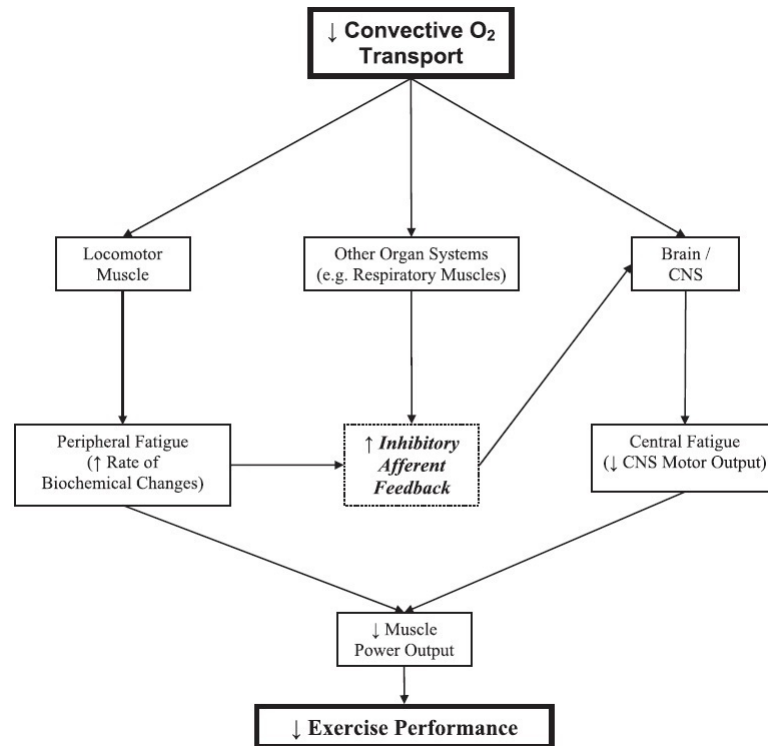 ↓ Convective O₂
Transport
Locomotor
Muscle
Other Organ Systems
(e.g. Respiratory Muscles)
Brain /
CNS
Peripheral Fatigue
(↑ Rate of
Biochemical Changes)
↑ Inhibitory
Afferent
Feedback
Central Fatigue
(↓ CNS Motor Output)
↓ Muscle
Power Output
↓ Exercise Performance